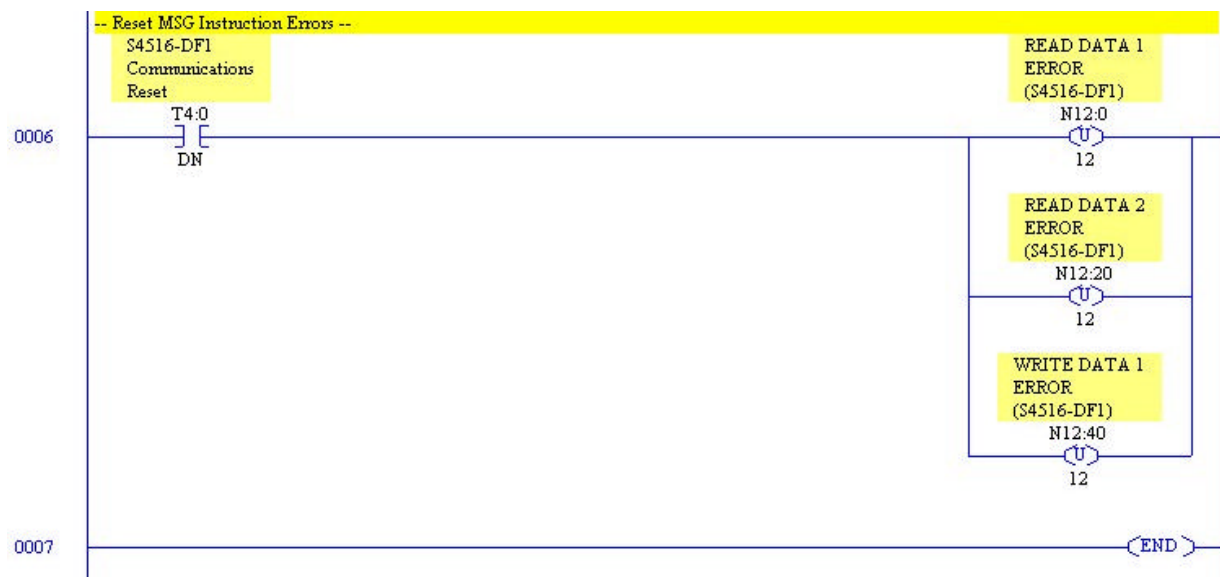 -- Reset MSG Instruction Errors --
S4516-DF1
Communications
Reset
T4:0
DN
0006
READ DATA 1
ERROR
(S4516-DF1)
N12:0
U
12
READ DATA 2
ERROR
(S4516-DF1)
N12:20
U
12
WRITE DATA 1
ERROR
(S4516-DF1)
N12:40
U
12
0007
END